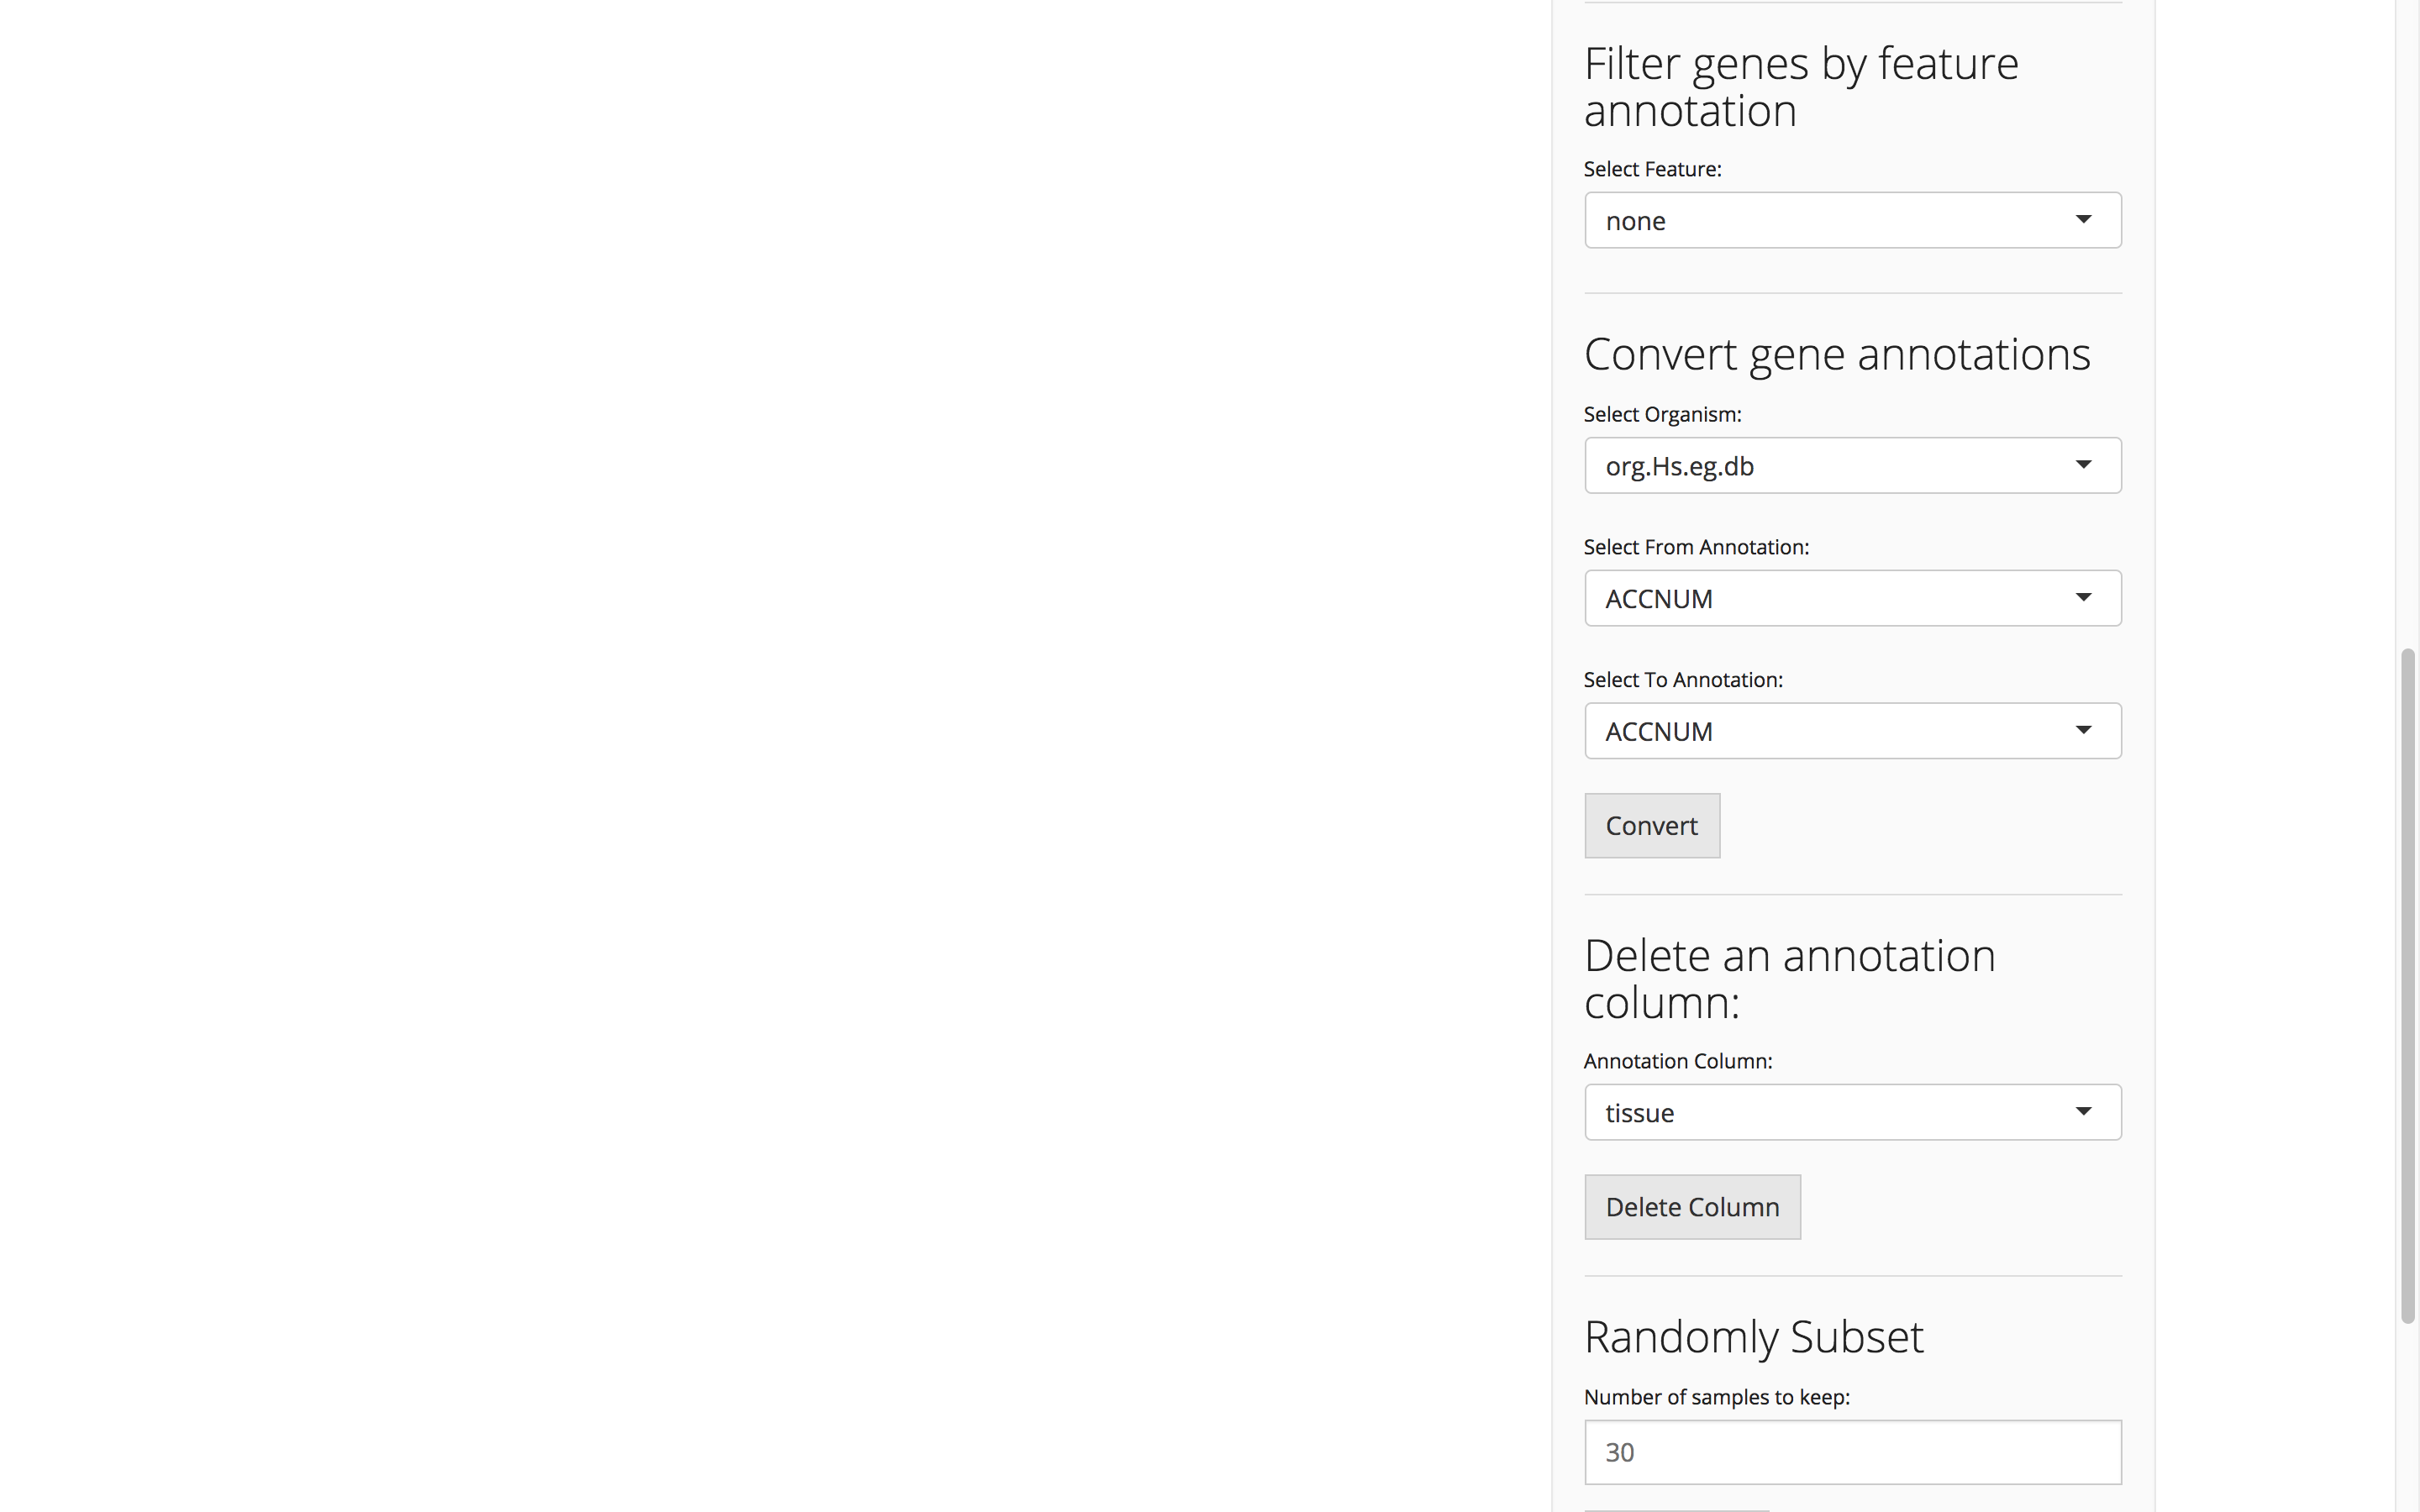 Filter genes by feature
annotation
Select Feature:
none
Convert gene annotations
Select Organism:
org.Hs.eg.db
Select From Annotation:
ACCNUM
Select To Annotation:
ACCNUM
Convert
Delete an annotation
column:
Annotation Column:
tissue
Delete Column
Randomly Subset
Number of samples to keep:
30